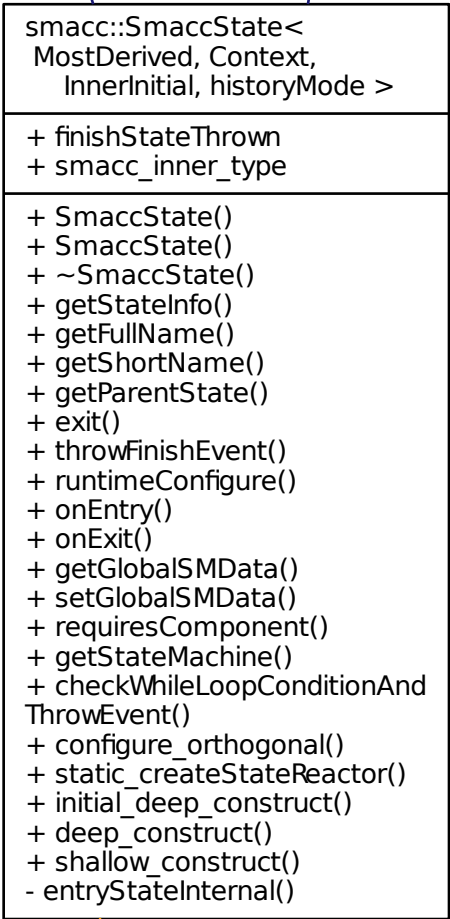 smacc::SmaccState<
MostDerived, Context,
InnerInitial, historyMode >
+ finishStateThrown
+ smacc_inner_type
+ SmaccState()
+ SmaccState()
+ ~SmaccState()
+ getStateInfo()
+ getFullName()
+ getShortName()
+ getParentState()
+ exit()
+ throwFinishEvent()
+ runtimeConfigure()
+ onEntry()
+ onExit()
+ getGlobalSMData()
+ setGlobalSMData()
+ requiresComponent()
+ getStateMachine()
+ checkWhileLoopConditionAnd
ThrowEvent()
+ configure_orthogonal()
+ static_createStateReactor()
+ initial_deep_construct()
+ deep_construct()
+ shallow_construct()
- entryStateInternal()